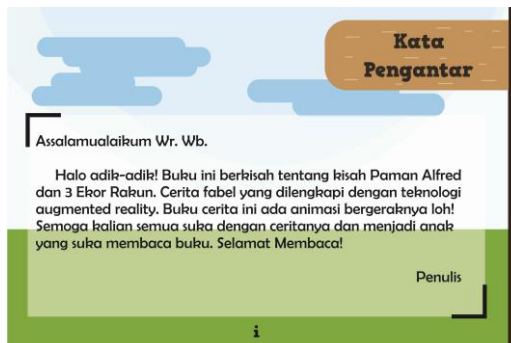 Kata
Pengantar
Assalamualaikum Wr. Wb.
Halo adik-adik! Buku ini berkisah tentang kisah Paman Alfred
dan 3 Ekor Rakun. Cerita fabel yang dilengkapi dengan teknologi
augmented reality. Buku cerita ini ada animasi bergeraknya loh!
Semoga kalian semua suka dengan ceritanya dan menjadi anak
yang suka membaca buku. Selamat Membaca!
Penulis
i